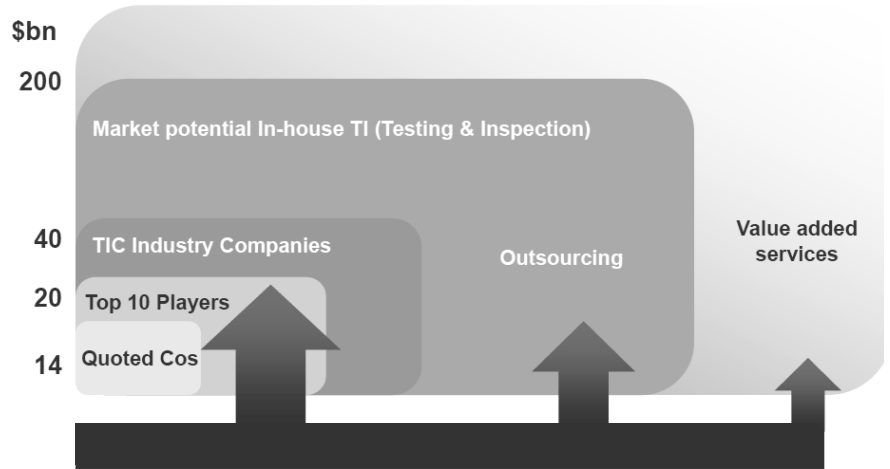 $bn
200
Market potential In-house TI (Testing & Inspection)
40
TIC Industry Companies
Outsourcing
Value added
services
20
Top 10 Players
14
Quoted Cos